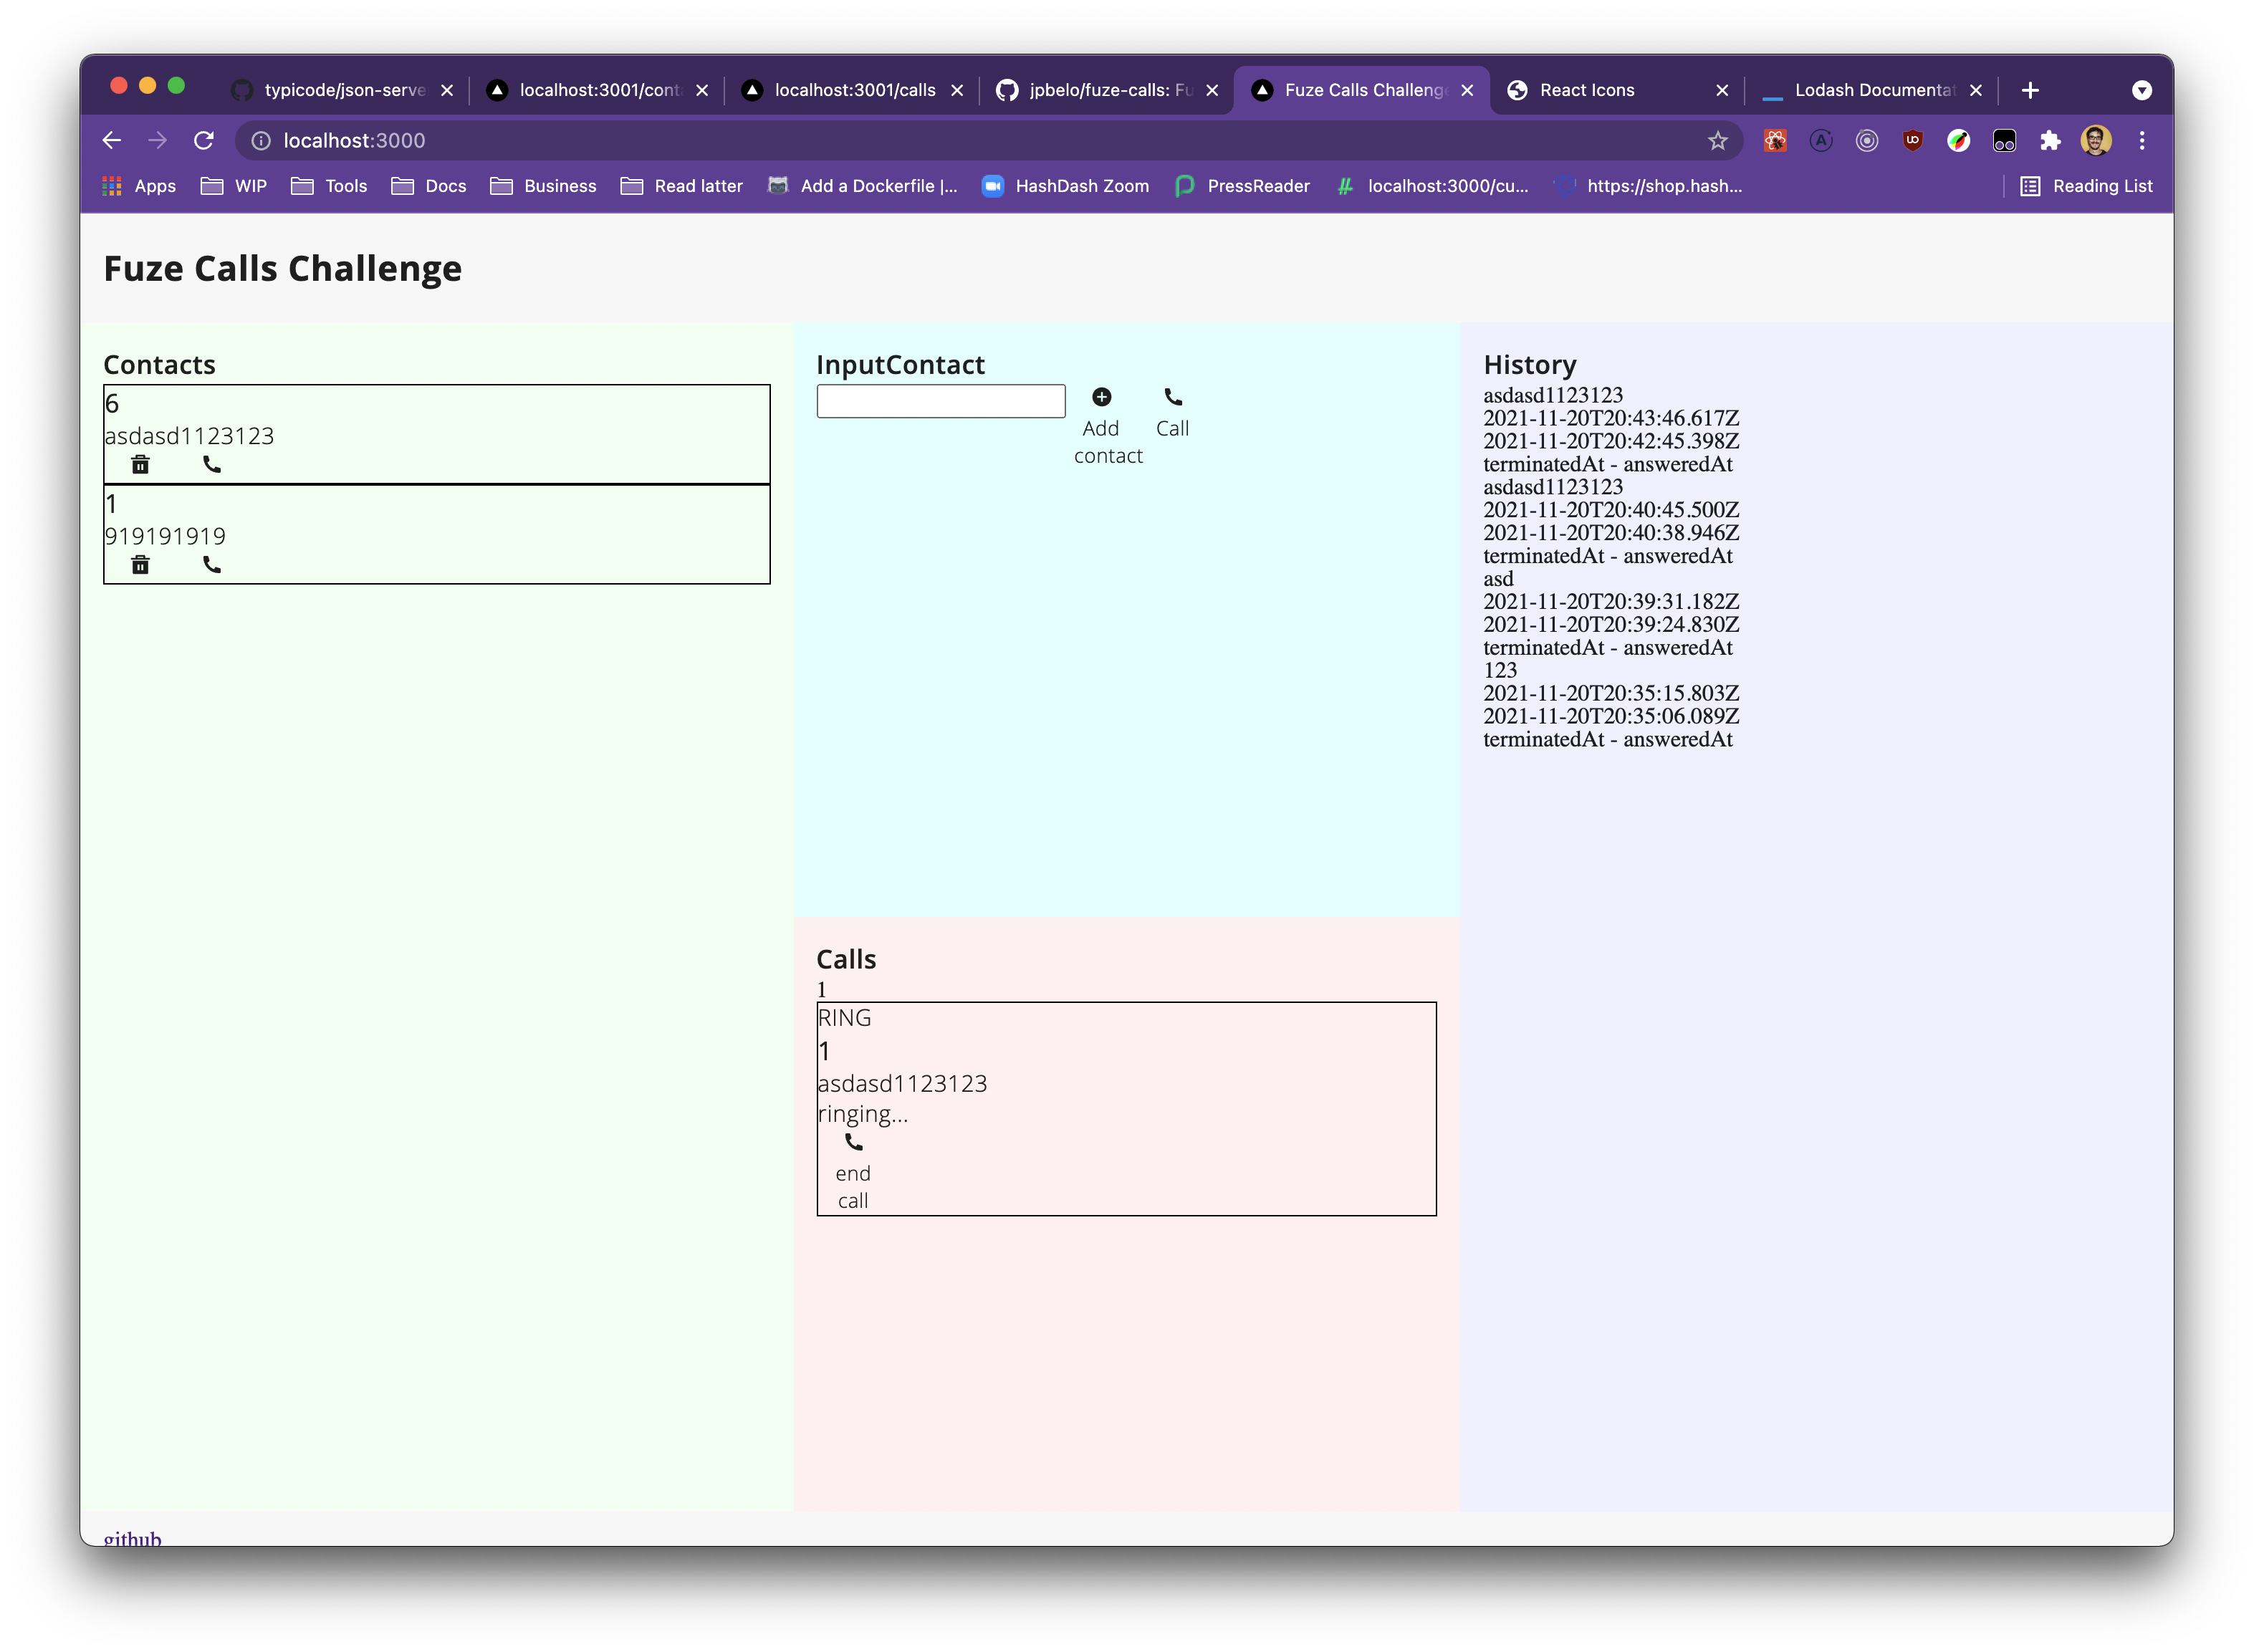 typicode/json-serve
localhost:3001/cont
localhost:3001/calls
jpbelo/fuze-calls: Fu
Fuze Calls Challenge
React Icons
Lodash Documentat
localhost:3000
Apps
WIP
Tools
Docs
Business
Read latter
Add a Dockerfile |...
HashDash Zoom
PressReader
localhost:3000/cu...
https://shop.hash...
Reading List
Fuze Calls Challenge
Contacts
6
asdasd1123123
1
919191919
InputContact
Add
contact
Call
Calls
1
RING
1
asdasd1123123
ringing...
end
call
History
asdasd1123123
2021-11-20T20:43:46.617Z
2021-11-20T20:42:45.398Z
terminatedAt - answeredAt
asdasd1123123
2021-11-20T20:40:45.500Z
2021-11-20T20:40:38.946Z
terminatedAt - answeredAt
asd
2021-11-20T20:39:31.182Z
2021-11-20T20:39:24.830Z
terminatedAt - answeredAt
123
2021-11-20T20:35:15.803Z
2021-11-20T20:35:06.089Z
terminatedAt - answeredAt
github